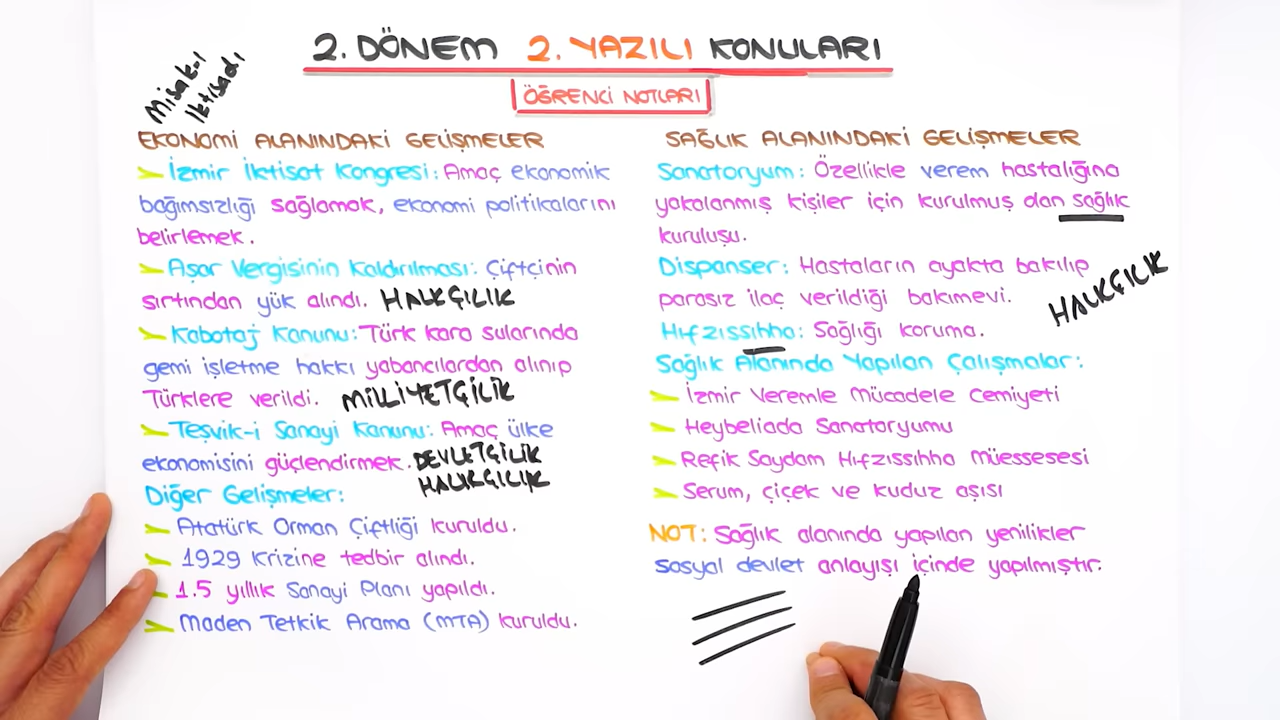 2. DÖNEM 2. YAZILI KONULARI
ÖĞRENCİ NOTLARI
Misak-ı
İktisadi
EKONOMİ ALANINDAKİ GELİŞMELER
İzmir İktisat Kongresi: Amaç ekonomik
bağımsızlığı sağlamak, ekonomi politikalarını
belirlemek.
Aşar Vergisinin Kaldırılması: Çiftçinin
sırtından yük alındı. HALKÇILIK
Kabotaj Kanunu: Türk kara sularında
gemi işletme hakkı yabancılardan alınıp
Türklere verildi. MİLLİYETÇİLİK
Teşvik-i Sanayi Kanunu: Amaç ülke
ekonomisini güçlendirmek. DEVLETÇİLİK
HALKÇILIK
Diğer Gelişmeler:
Atatürk Orman Çiftliği kuruldu.
1929 Krizine tedbir alındı.
1.5 yıllık Sanayi Planı yapıldı.
Maden Tetkik Arama (MTA) kuruldu.
SAĞLIK ALANINDAKİ GELİŞMELER
Sanatoryum: Özellikle verem hastalığına
yakalanmış kişiler için kurulmuş olan sağlık
kuruluşu.
Dispanser: Hastaların ayakta bakılıp
parasız ilaç verildiği bakımevi.
HALKÇILIK
Hıfzıssıhha: Sağlığı koruma.
Sağlık Alanında Yapılan Çalışmalar:
İzmir Veremle Mücadele Cemiyeti
Heybeliada Sanatoryumu
Refik Saydam Hıfzıssıhha Müessesesi
Serum, çiçek ve kuduz aşısı
NOT: Sağlık alanında yapılan yenilikler
sosyal devlet anlayışı içinde yapılmıştır.